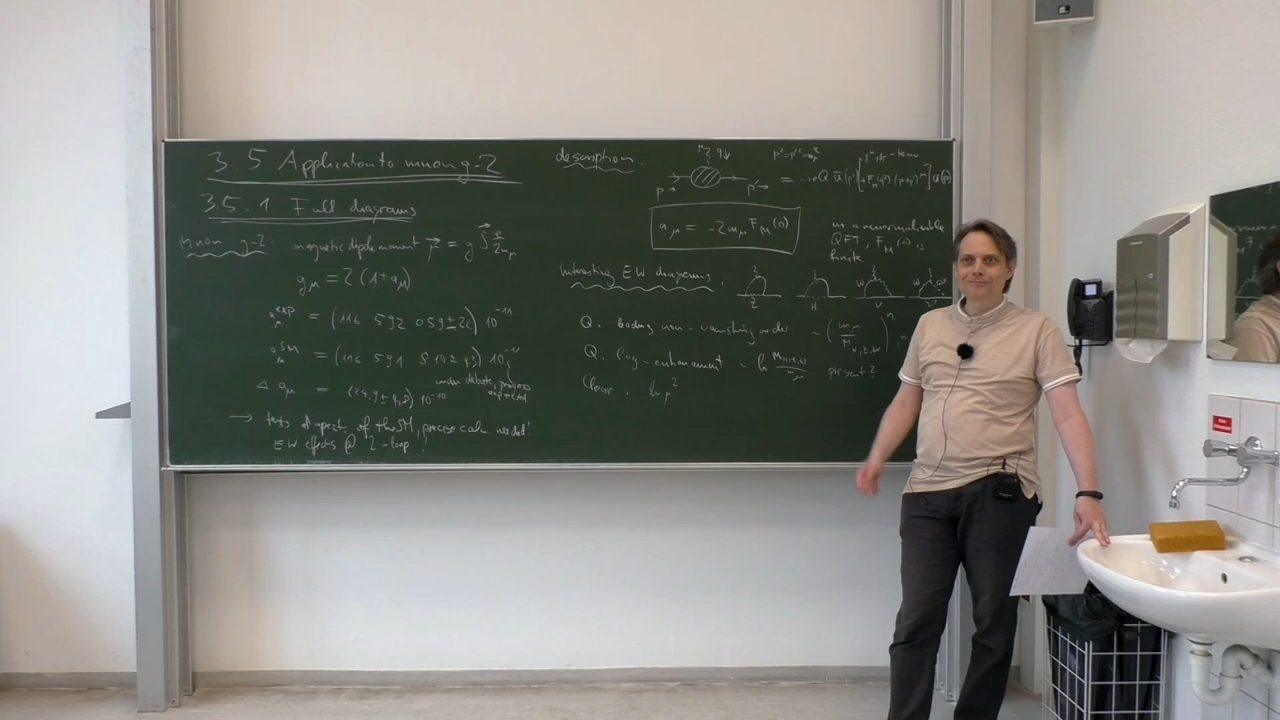 3.5 Application to muon g-2
3.5.1 Full diagrams
Muon g-2: magnetic dipole moment μ⃗ = g
g_μ = 2(1+a_μ)
a_μ^exp = (116 592 059 ± 22) 10^-11
a_μ^SM = (116 591 810 ± 43) 10^-11
under debate, progress expected
Δ a_μ = (24.9 ± 4.8) 10^-10
→ tests all aspects of the SM, precise calc needed!
EW effects @ 2-loop!
description.
p → p' → = Q ū(p')
a_μ = -2m_μ F_M(0)
in a renormalizable
QFT, F_M(0) is
finite
interesting EW diagrams:
Z H W ν W
Q. leading non-vanishing order
Q. log-enhancement ~ ln present?
Clear.